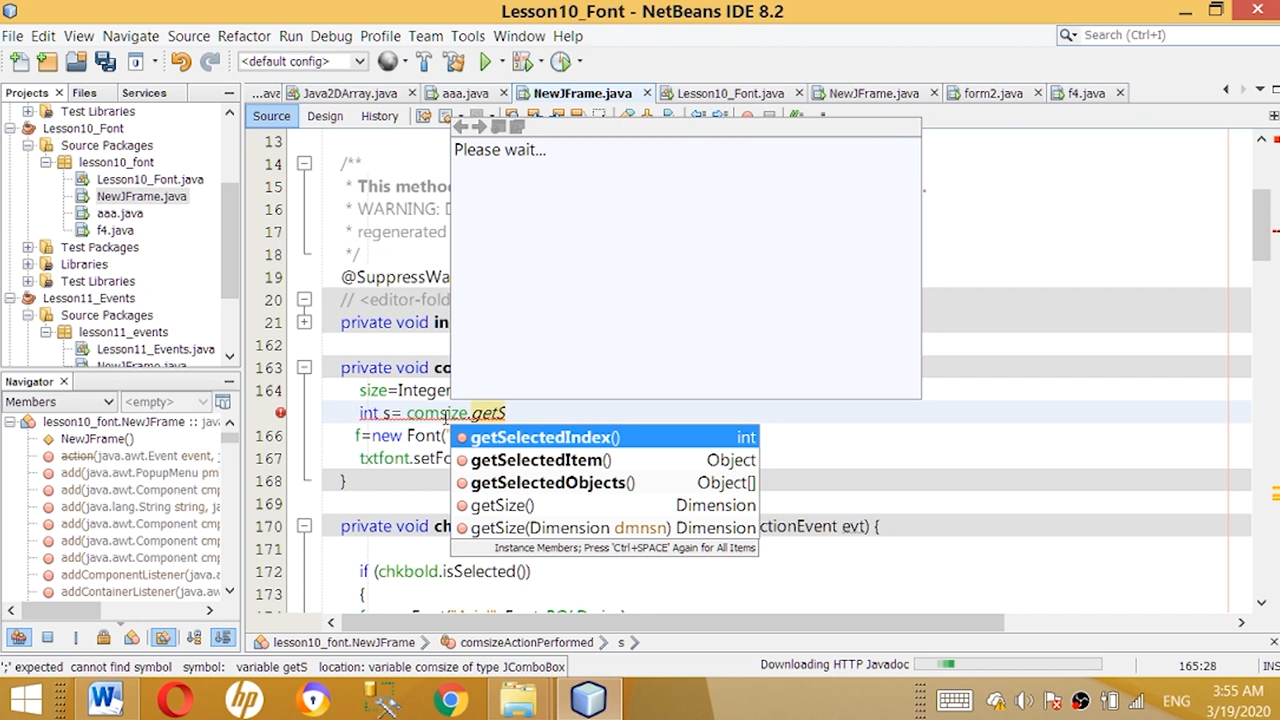 Lesson10_Font - NetBeans IDE 8.2
File Edit View Navigate Source Refactor Run Debug Profile Team Tools Window Help
Search (Ctrl+I)
<default config>
Projects Files Services
...ava Java2DArray.java aaa.java NewJFrame.java Lesson10_Font.java NewJFrame.java form2.java f4.java
Source Design History
Test Libraries
Lesson10_Font
Source Packages
lesson10_font
Lesson10_Font.java
NewJFrame.java
aaa.java
f4.java
Test Packages
Libraries
Test Libraries
Lesson11_Events
Source Packages
lesson11_events
Lesson11_Events.java
NewJFrame.java
Navigator
Members <empty>
lesson10_font.NewJFrame :: java
NewJFrame()
action(java.awt.Event event,
add(java.awt.PopupMenu pm
add(java.awt.Component cmp
add(java.lang.String string, j
add(java.awt.Component cmp
add(java.awt.Component cmp
add(java.awt.Component cmp
addComponentListener(java.a
addContainerListener(java.aw
13
14 /**
15 * This metho
16 * WARNING: D
17 * regenerated
18 */
19 @SuppressWa
20 // <editor-fold
21 private void in
162
163 private void co
164 size=Integer
int s= comsize.getS
166 f=new Font("
167 txtfont.setFo
168 }
169
170 private void ch ctionEvent evt) {
171
172 if (chkbold.isSelected())
173 {
Please wait...
getSelectedIndex() int
getSelectedItem() Object
getSelectedObjects() Object[]
getSize() Dimension
getSize(Dimension dmnsn) Dimension
Instance Members; Press 'Ctrl+SPACE' Again for All Items
lesson10_font.NewJFrame comsizeActionPerformed s
';' expected cannot find symbol symbol: variable getS location: variable comsize of type JComboBox
Downloading HTTP Javadoc
165:28
INS
ENG
3:55 AM
3/19/2020